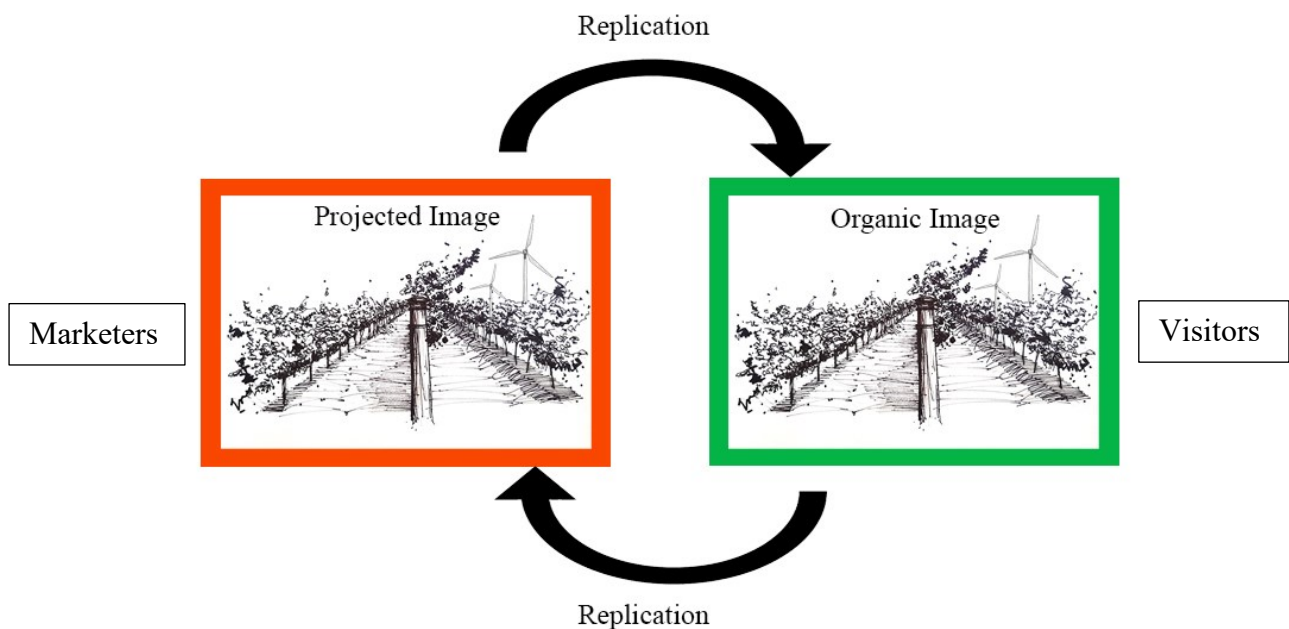 Replication
Projected Image
Organic Image
Marketers
Visitors
Replication